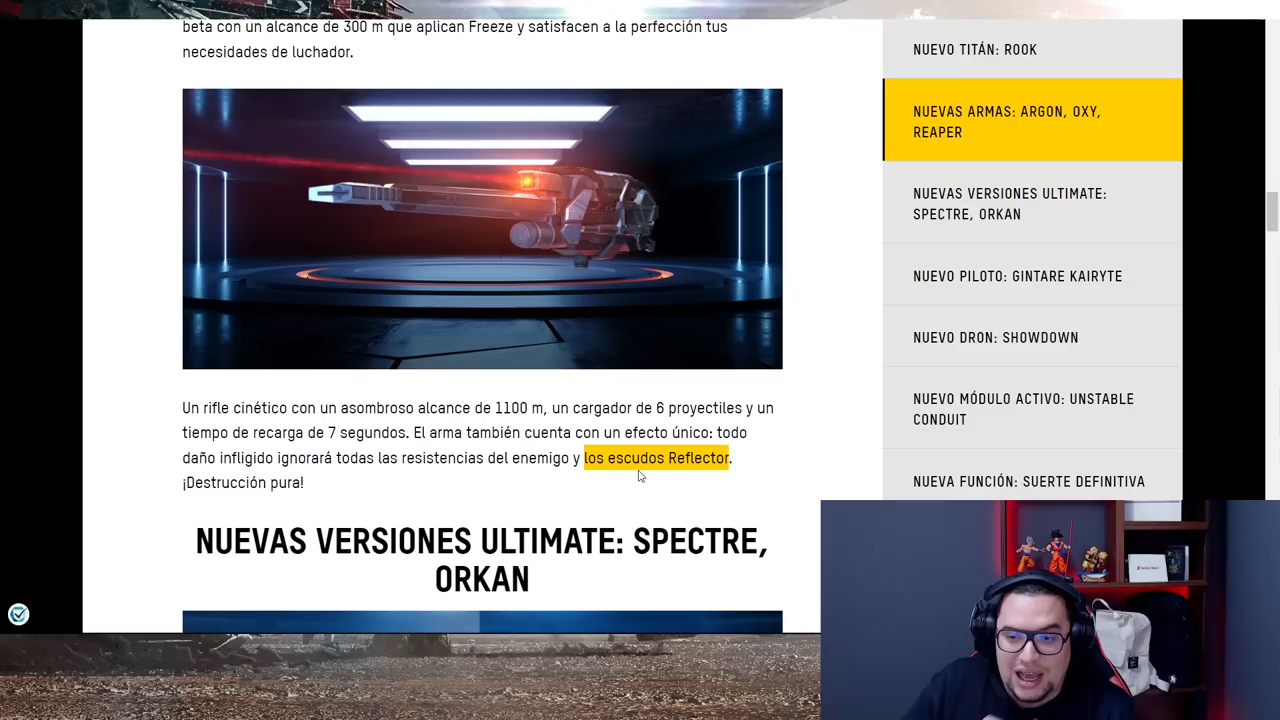 beta con un alcance de 300 m que aplican Freeze y satisfacen a la perfección tus
necesidades de luchador.
Un rifle cinético con un asombroso alcance de 1100 m, un cargador de 6 proyectiles y un
tiempo de recarga de 7 segundos. El arma también cuenta con un efecto único: todo
daño infligido ignorará todas las resistencias del enemigo y los escudos Reflector.
¡Destrucción pura!
NUEVAS VERSIONES ULTIMATE: SPECTRE,
ORKAN
NUEVO TITÁN: ROOK
NUEVAS ARMAS: ARGON, OXY,
REAPER
NUEVAS VERSIONES ULTIMATE:
SPECTRE, ORKAN
NUEVO PILOTO: GINTARE KAIRYTE
NUEVO DRON: SHOWDOWN
NUEVO MÓDULO ACTIVO: UNSTABLE
CONDUIT
NUEVA FUNCIÓN: SUERTE DEFINITIVA